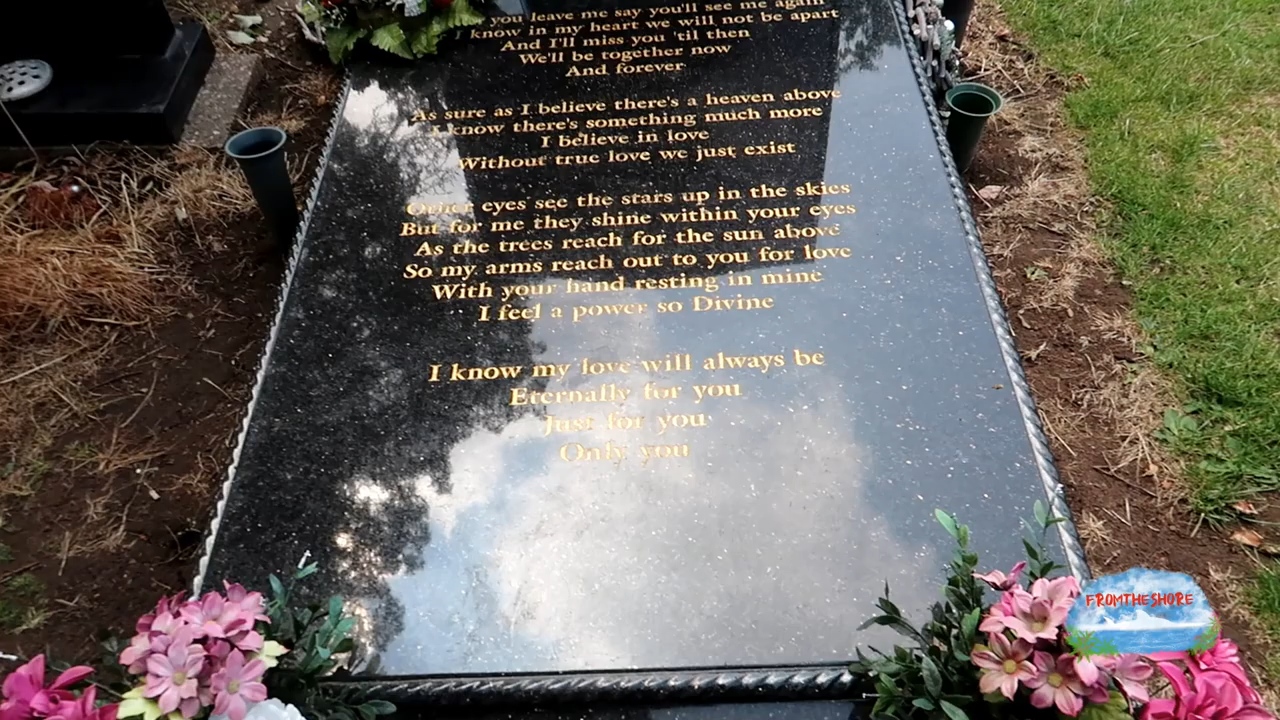 you leave me say you'll see me again
I know in my heart we will not be apart
And I'll miss you 'til then
We'll be together now
And forever
As sure as I believe there's a heaven above
I know there's something much more
I believe in love
Without true love we just exist
Other eyes see the stars up in the skies
But for me they shine within your eyes
As the trees reach for the sun above
So my arms reach out to you for love
With your hand resting in mine
I feel a power so Divine
I know my love will always be
Eternally for you
Just for you
Only you
FROMTHESHORE